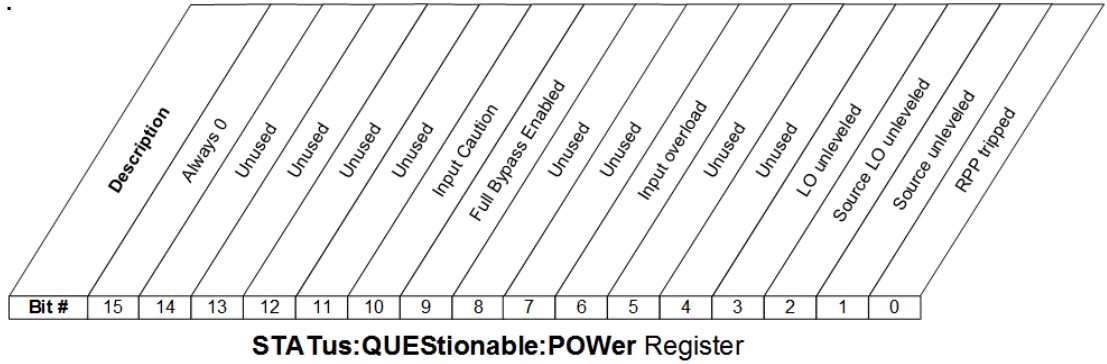 .
Description
Always 0
Unused
Unused
Unused
Unused
Input Caution
Full Bypass Enabled
Unused
Unused
Input overload
Unused
Unused
LO unleveled
Source LO unleveled
Source unleveled
RPP tripped
Bit # 15 14 13 12 11 10 9 8 7 6 5 4 3 2 1 0
STATus:QUEStionable:POWer Register